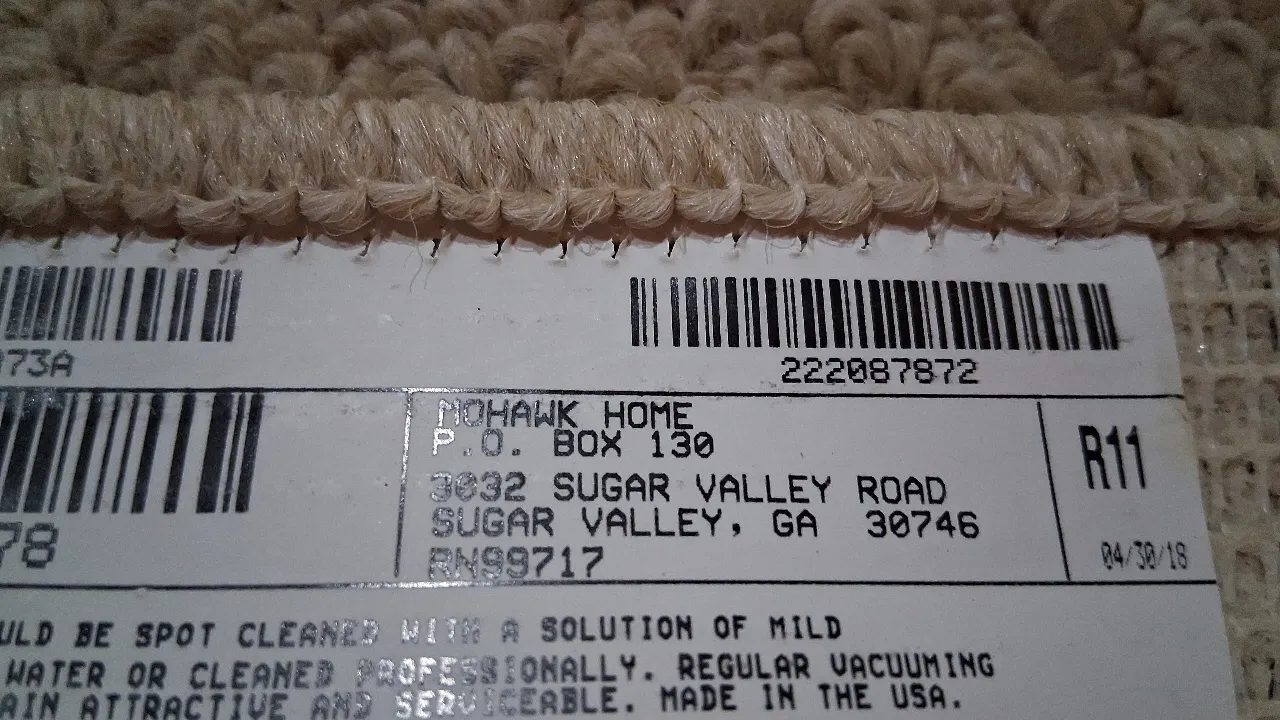 73A
222087872
MOHAWK HOME
P.O. BOX 130
3032 SUGAR VALLEY ROAD
SUGAR VALLEY, GA 30746
RN99717
R11
04/30/18
78
ULD BE SPOT CLEANED WITH A SOLUTION OF MILD
WATER OR CLEANED PROFESSIONALLY. REGULAR VACUUMING
AIN ATTRACTIVE AND SERVICEABLE. MADE IN THE USA.